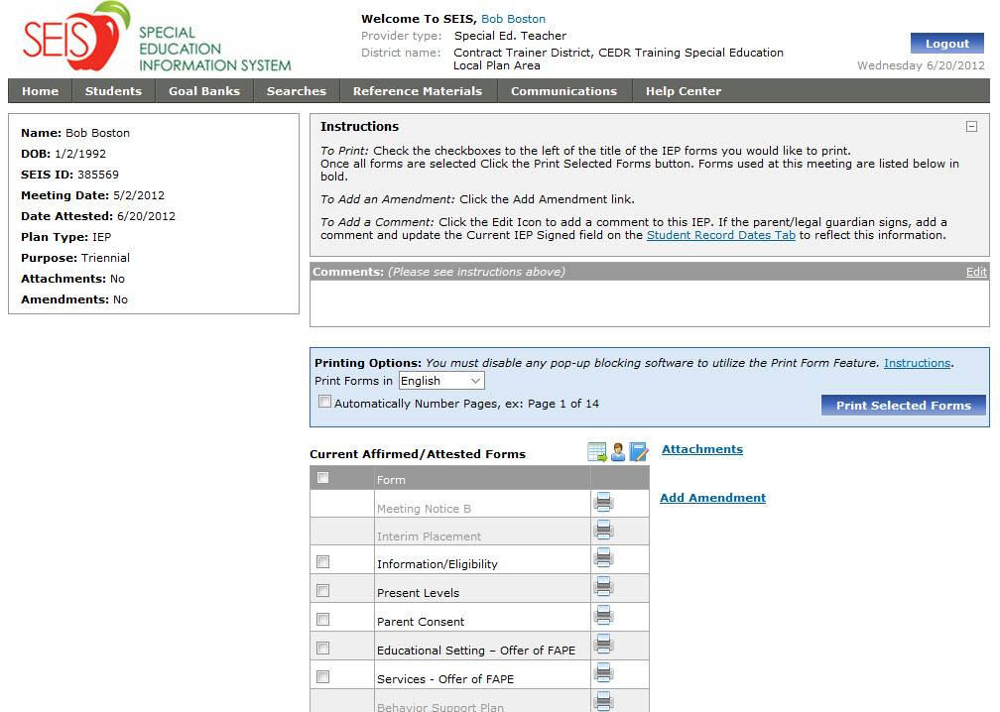 SEIS SPECIAL
EDUCATION
INFORMATION SYSTEM
Welcome To SEIS, Bob Boston
Provider type: Special Ed. Teacher
District name: Contract Trainer District, CEDR Training Special Education
Local Plan Area
Logout
Wednesday 6/20/2012
Home Students Goal Banks Searches Reference Materials Communications Help Center
Name: Bob Boston
DOB: 1/2/1992
SEIS ID: 385569
Meeting Date: 5/2/2012
Date Attested: 6/20/2012
Plan Type: IEP
Purpose: Triennial
Attachments: No
Amendments: No
Instructions
To Print: Check the checkboxes to the left of the title of the IEP forms you would like to print.
Once all forms are selected Click the Print Selected Forms button. Forms used at this meeting are listed below in
bold.
To Add an Amendment: Click the Add Amendment link.
To Add a Comment: Click the Edit Icon to add a comment to this IEP. If the parent/legal guardian signs, add a
comment and update the Current IEP Signed field on the Student Record Dates Tab to reflect this information.
Comments: (Please see instructions above) Edit
Printing Options: You must disable any pop-up blocking software to utilize the Print Form Feature. Instructions.
Print Forms in English
Automatically Number Pages, ex: Page 1 of 14
Print Selected Forms
Current Affirmed/Attested Forms
Attachments
Add Amendment
Form
Meeting Notice B
Interim Placement
Information/Eligibility
Present Levels
Parent Consent
Educational Setting – Offer of FAPE
Services - Offer of FAPE
Behavior Support Plan